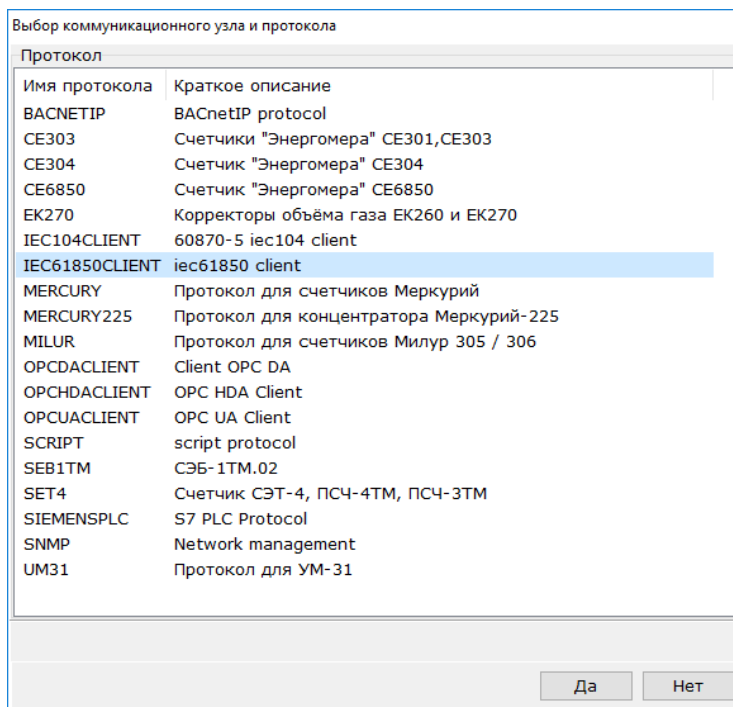 Выбор коммуникационного узла и протокола
Протокол
Имя протокола Краткое описание
BACNETIP BACnetIP protocol
CE303 Счетчики "Энергомера" CE301,CE303
CE304 Счетчик "Энергомера" CE304
CE6850 Счетчик "Энергомера" CE6850
EK270 Корректоры объёма газа EK260 и EK270
IEC104CLIENT 60870-5 iec104 client
IEC61850CLIENT iec61850 client
MERCURY Протокол для счетчиков Меркурий
MERCURY225 Протокол для концентратора Меркурий-225
MILUR Протокол для счетчиков Милур 305 / 306
OPCDACLIENT Client OPC DA
OPCHDACLIENT OPC HDA Client
OPCUACLIENT OPC UA Client
SCRIPT script protocol
SEB1TM СЭБ-1ТМ.02
SET4 Счетчик СЭТ-4, ПСЧ-4ТМ, ПСЧ-3ТМ
SIEMENSPLC S7 PLC Protocol
SNMP Network management
UM31 Протокол для УМ-31
Да Нет